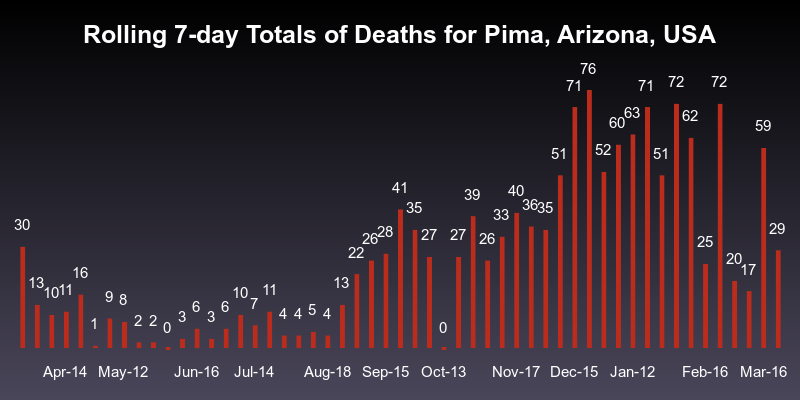 Rolling 7-day Totals of Deaths for Pima, Arizona, USA
30 13 10 11 16 1 9 8 2 2 0 3 6 3 6 10 7 11 4 4 5 4 13 22 26 28 41 35 27 0 27 39 26 33 40 36 35 51 71 76 52 60 63 71 51 72 62 25 72 20 17 59 29
Apr-14 May-12 Jun-16 Jul-14 Aug-18 Sep-15 Oct-13 Nov-17 Dec-15 Jan-12 Feb-16 Mar-16